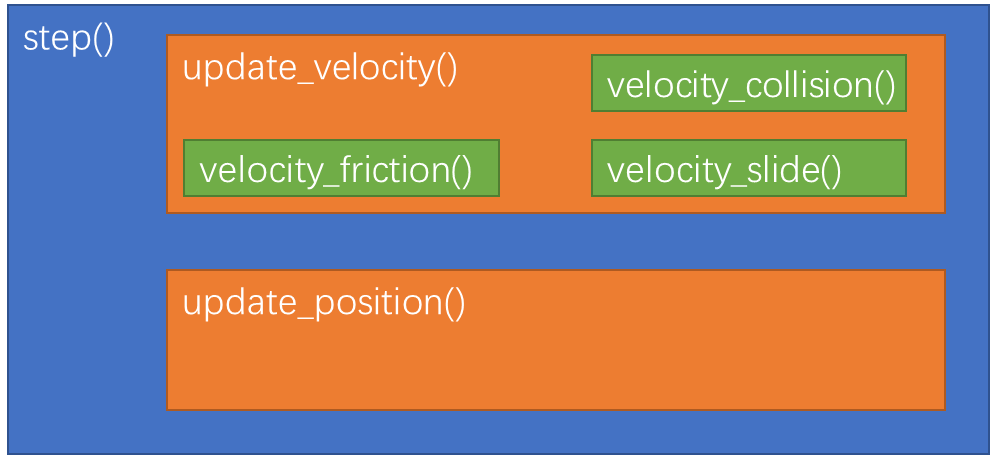 step()
update_velocity()
velocity_collision()
velocity_friction()
velocity_slide()
update_position()